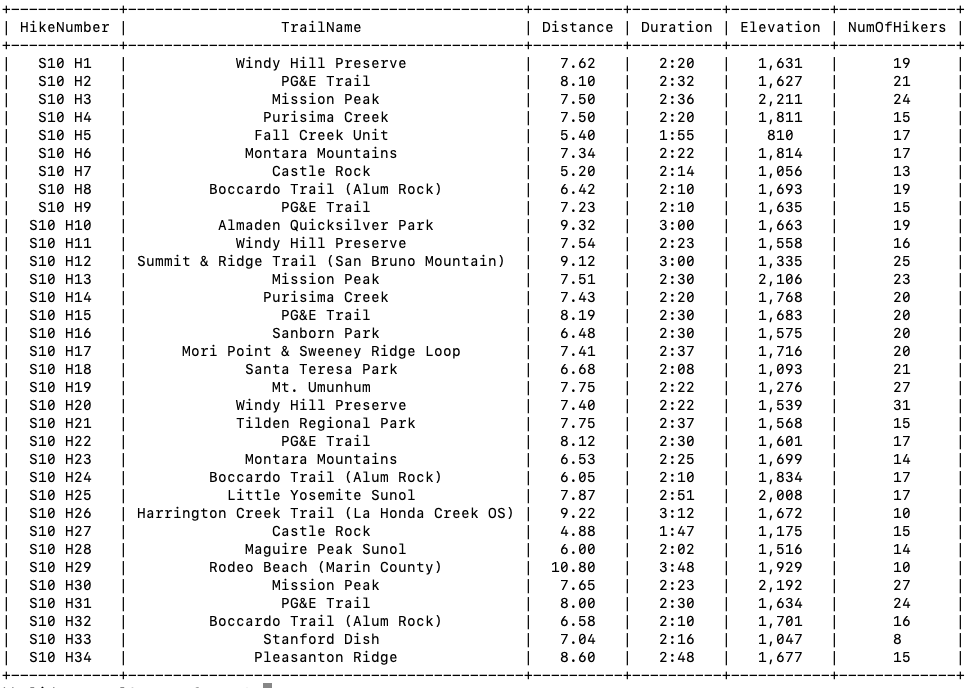 +------------+---------------------------------------------+----------+----------+-----------+-------------+
| HikeNumber | TrailName | Distance | Duration | Elevation | NumOfHikers |
+------------+---------------------------------------------+----------+----------+-----------+-------------+
| S10 H1 | Windy Hill Preserve | 7.62 | 2:20 | 1,631 | 19 |
| S10 H2 | PG&E Trail | 8.10 | 2:32 | 1,627 | 21 |
| S10 H3 | Mission Peak | 7.50 | 2:36 | 2,211 | 24 |
| S10 H4 | Purisima Creek | 7.50 | 2:20 | 1,811 | 15 |
| S10 H5 | Fall Creek Unit | 5.40 | 1:55 | 810 | 17 |
| S10 H6 | Montara Mountains | 7.34 | 2:22 | 1,814 | 17 |
| S10 H7 | Castle Rock | 5.20 | 2:14 | 1,056 | 13 |
| S10 H8 | Boccardo Trail (Alum Rock) | 6.42 | 2:10 | 1,693 | 19 |
| S10 H9 | PG&E Trail | 7.23 | 2:10 | 1,635 | 15 |
| S10 H10 | Almaden Quicksilver Park | 9.32 | 3:00 | 1,663 | 19 |
| S10 H11 | Windy Hill Preserve | 7.54 | 2:23 | 1,558 | 16 |
| S10 H12 | Summit & Ridge Trail (San Bruno Mountain) | 9.12 | 3:00 | 1,335 | 25 |
| S10 H13 | Mission Peak | 7.51 | 2:30 | 2,106 | 23 |
| S10 H14 | Purisima Creek | 7.43 | 2:20 | 1,768 | 20 |
| S10 H15 | PG&E Trail | 8.19 | 2:30 | 1,683 | 20 |
| S10 H16 | Sanborn Park | 6.48 | 2:30 | 1,575 | 20 |
| S10 H17 | Mori Point & Sweeney Ridge Loop | 7.41 | 2:37 | 1,716 | 20 |
| S10 H18 | Santa Teresa Park | 6.68 | 2:08 | 1,093 | 21 |
| S10 H19 | Mt. Umunhum | 7.75 | 2:22 | 1,276 | 27 |
| S10 H20 | Windy Hill Preserve | 7.40 | 2:22 | 1,539 | 31 |
| S10 H21 | Tilden Regional Park | 7.75 | 2:37 | 1,568 | 15 |
| S10 H22 | PG&E Trail | 8.12 | 2:30 | 1,601 | 17 |
| S10 H23 | Montara Mountains | 6.53 | 2:25 | 1,699 | 14 |
| S10 H24 | Boccardo Trail (Alum Rock) | 6.05 | 2:10 | 1,834 | 17 |
| S10 H25 | Little Yosemite Sunol | 7.87 | 2:51 | 2,008 | 17 |
| S10 H26 | Harrington Creek Trail (La Honda Creek OS) | 9.22 | 3:12 | 1,672 | 10 |
| S10 H27 | Castle Rock | 4.88 | 1:47 | 1,175 | 15 |
| S10 H28 | Maguire Peak Sunol | 6.00 | 2:02 | 1,516 | 14 |
| S10 H29 | Rodeo Beach (Marin County) | 10.80 | 3:48 | 1,929 | 10 |
| S10 H30 | Mission Peak | 7.65 | 2:23 | 2,192 | 27 |
| S10 H31 | PG&E Trail | 8.00 | 2:30 | 1,634 | 24 |
| S10 H32 | Boccardo Trail (Alum Rock) | 6.58 | 2:10 | 1,701 | 16 |
| S10 H33 | Stanford Dish | 7.04 | 2:16 | 1,047 | 8 |
| S10 H34 | Pleasanton Ridge | 8.60 | 2:48 | 1,677 | 15 |
+------------+---------------------------------------------+----------+----------+-----------+-------------+